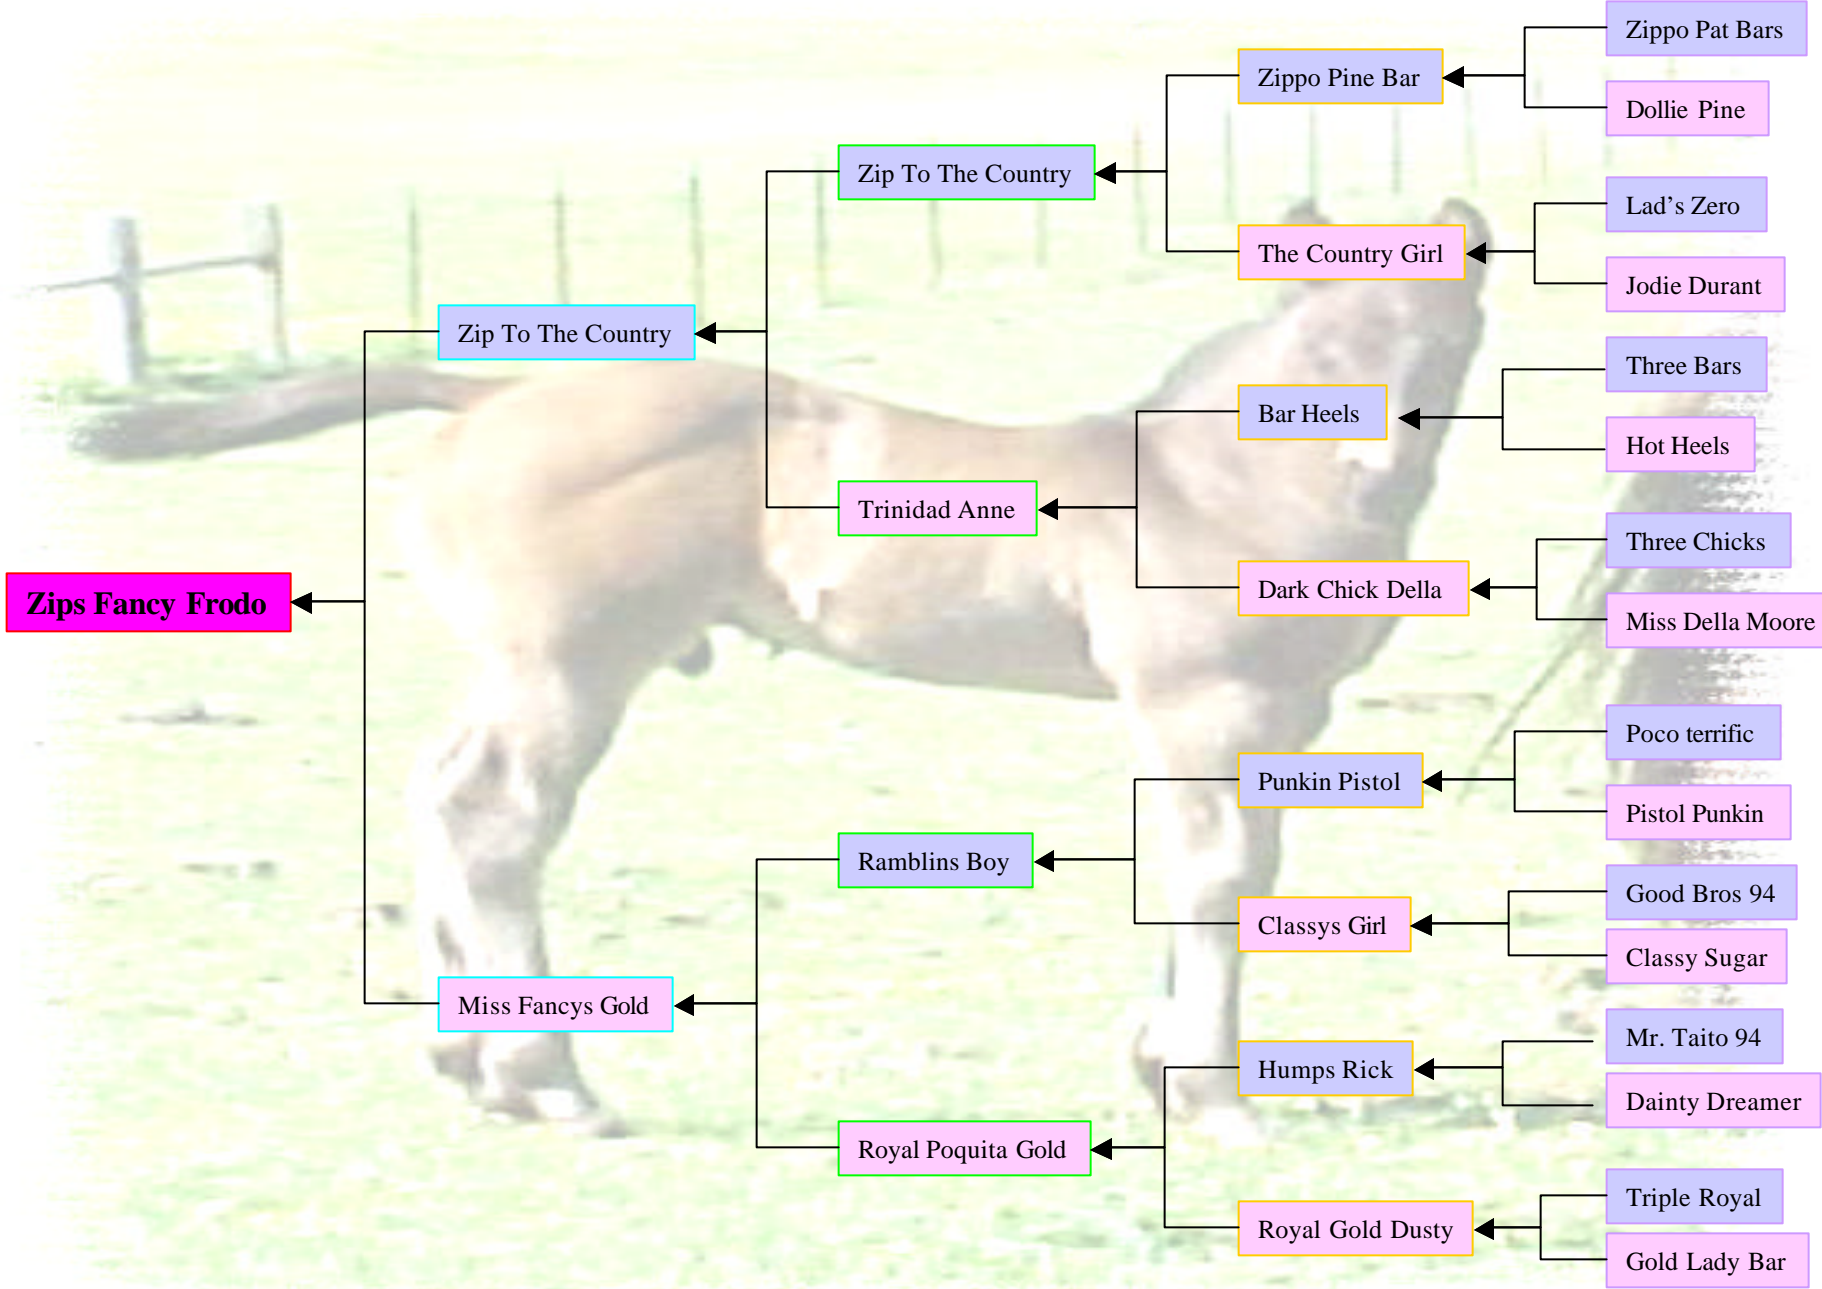 Zippo Pat Bars
Zippo Pine Bar
Dollie Pine
Zip To The Country
Lad's Zero
The Country Girl
Jodie Durant
Zip To The Country
Three Bars
Bar Heels
Hot Heels
Trinidad Anne
Three Chicks
Dark Chick Della
Miss Della Moore
Zips Fancy Frodo
Poco terrific
Punkin Pistol
Pistol Punkin
Ramblins Boy
Good Bros 94
Classys Girl
Classy Sugar
Miss Fancys Gold
Mr. Taito 94
Humps Rick
Dainty Dreamer
Royal Poquita Gold
Triple Royal
Royal Gold Dusty
Gold Lady Bar